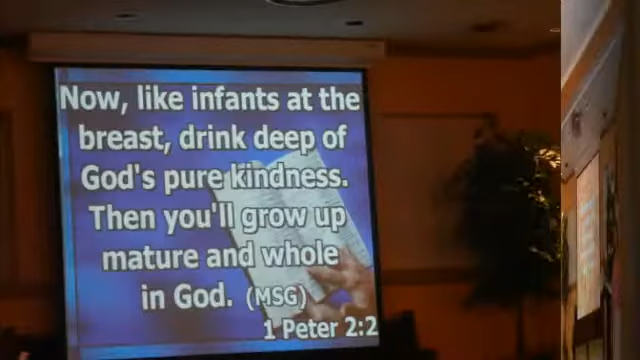 Now, like infants at the
breast, drink deep of
God's pure kindness.
Then you'll grow up
mature and whole
in God. (MSG)
1 Peter 2:2